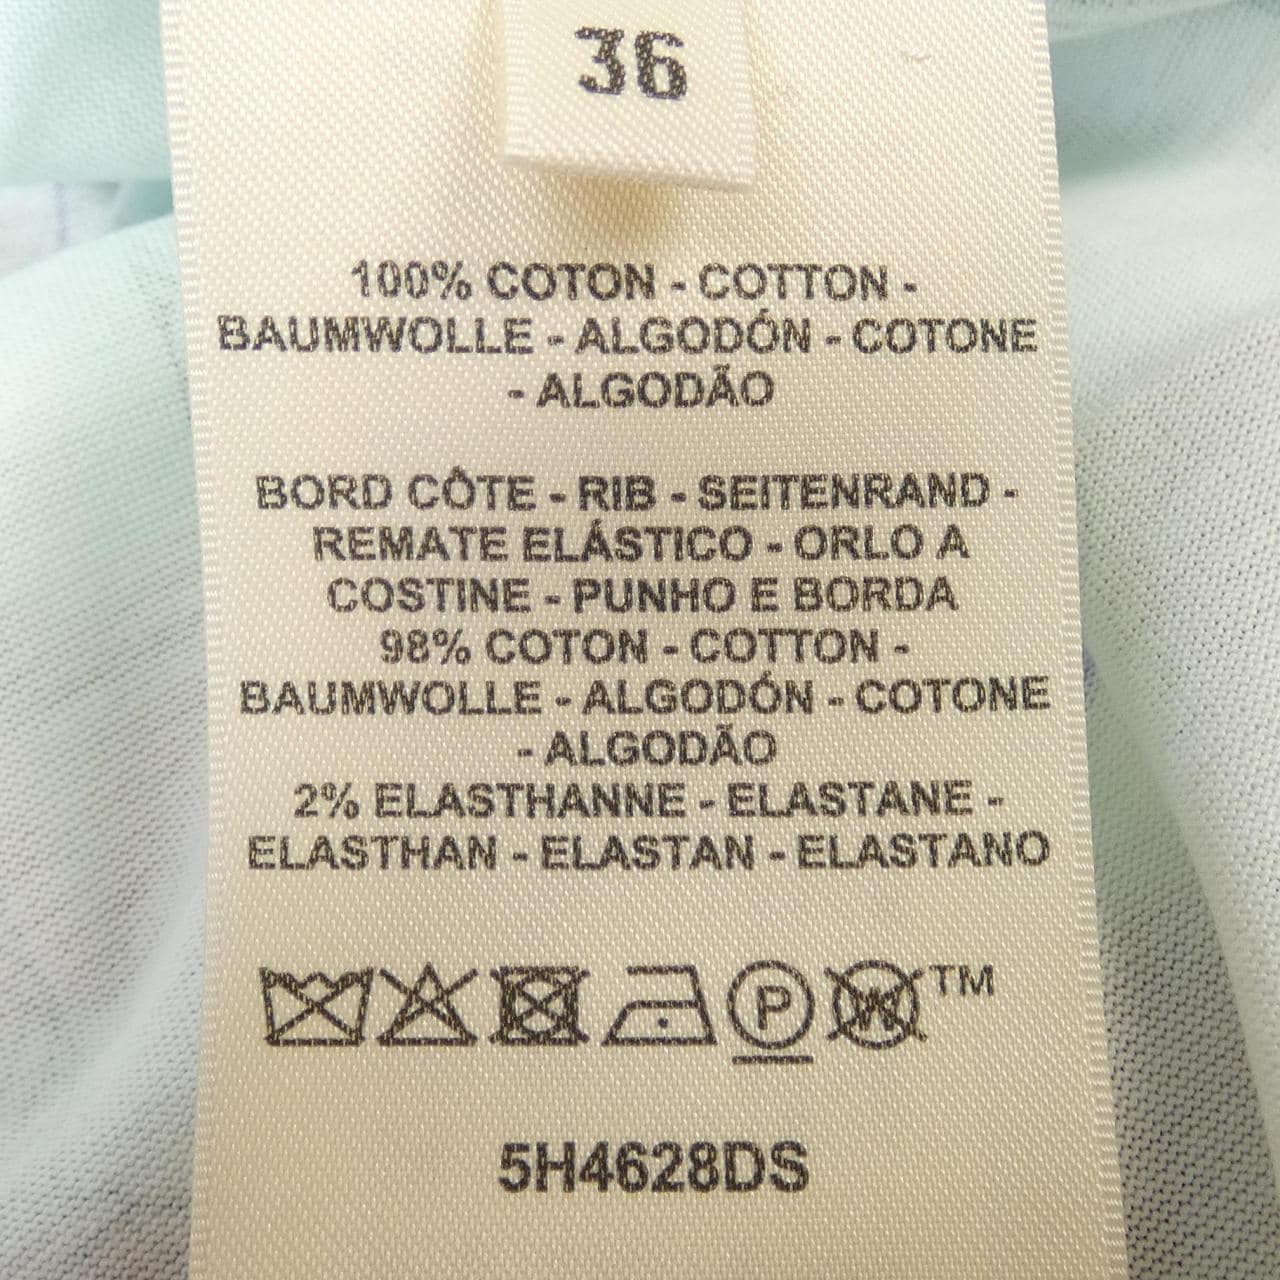 36
100% COTON - COTTON -
BAUMWOLLE - ALGODÓN - COTONE
- ALGODÃO
BORD CÔTE - RIB - SEITENRAND -
REMATE ELÁSTICO - ORLO A
COSTINE - PUNHO E BORDA
98% COTON - COTTON -
BAUMWOLLE - ALGODÓN - COTONE
- ALGODÃO
2% ELASTHANNE - ELASTANE -
ELASTHAN - ELASTAN - ELASTANO
P W TM
5H4628DS